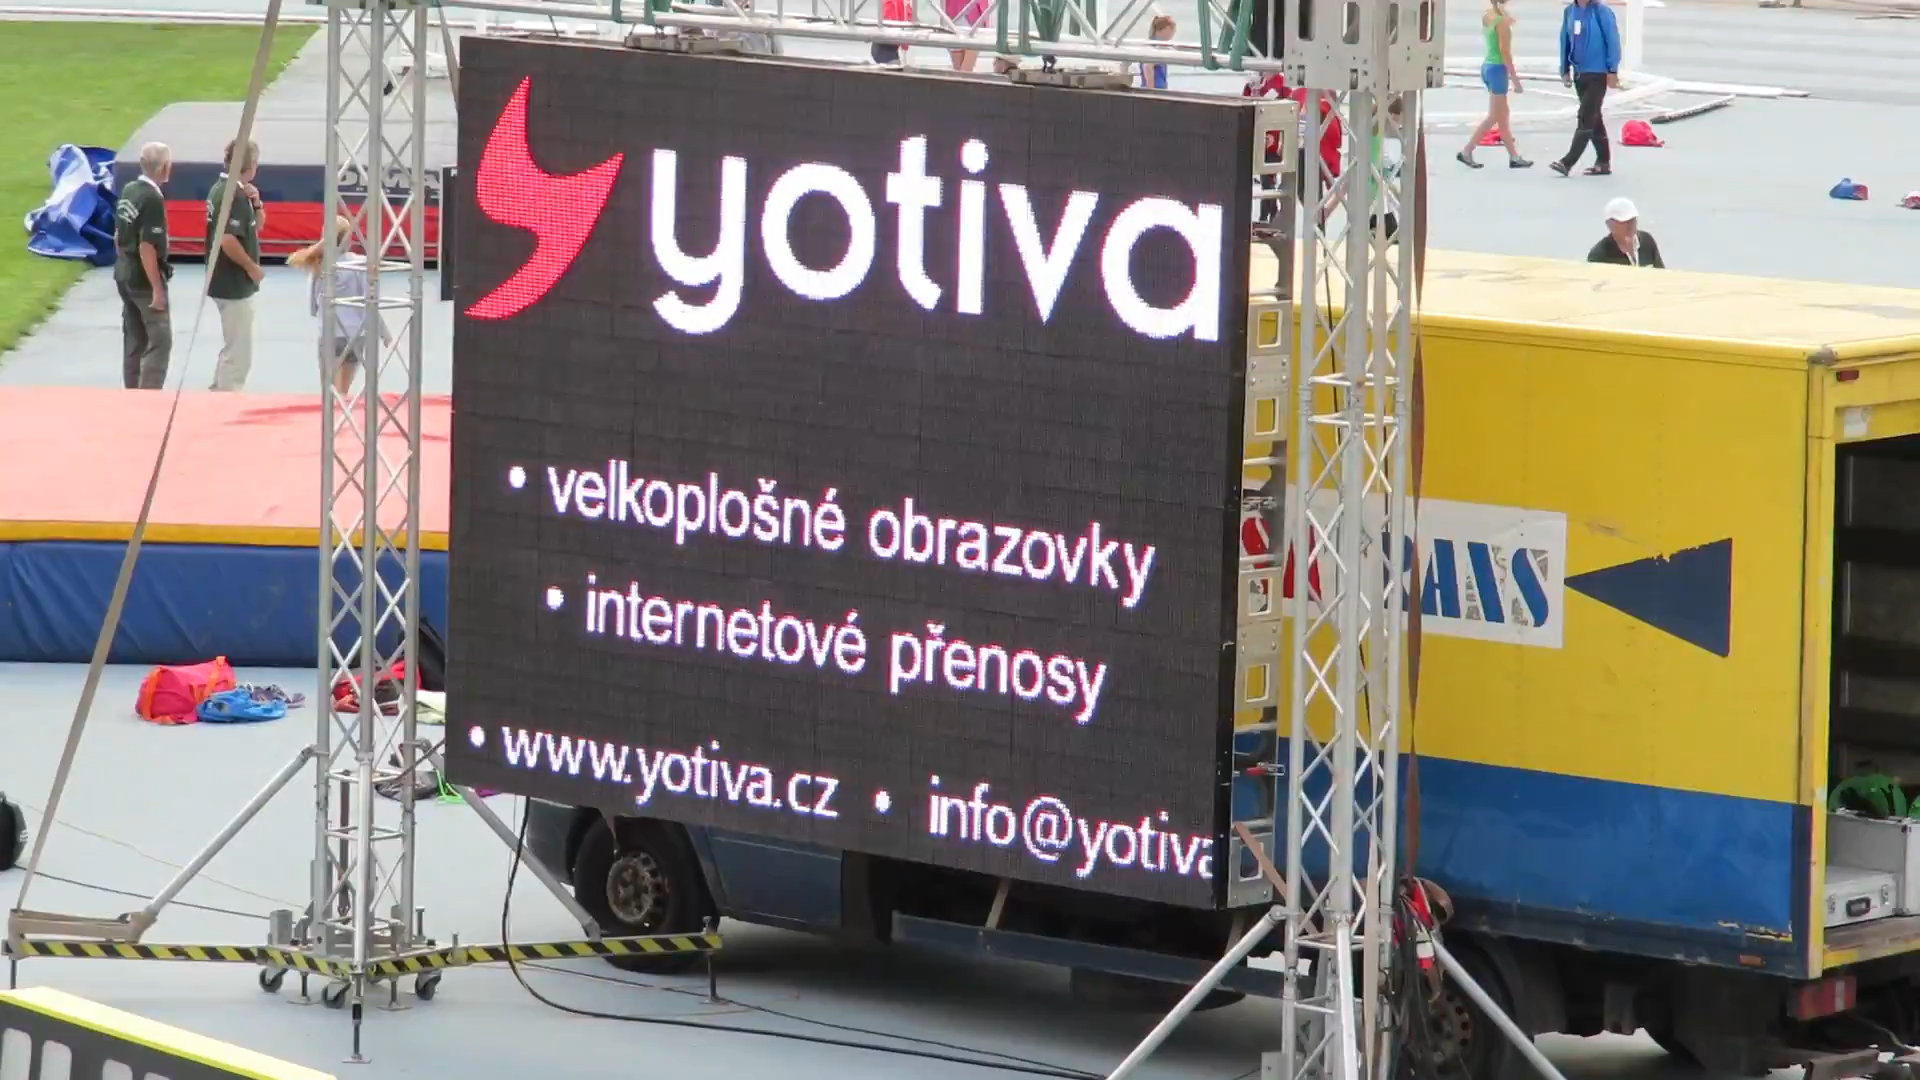 yotiva
• velkoplošné obrazovky
• internetové přenosy
• www.yotiva.cz • info@yotiva